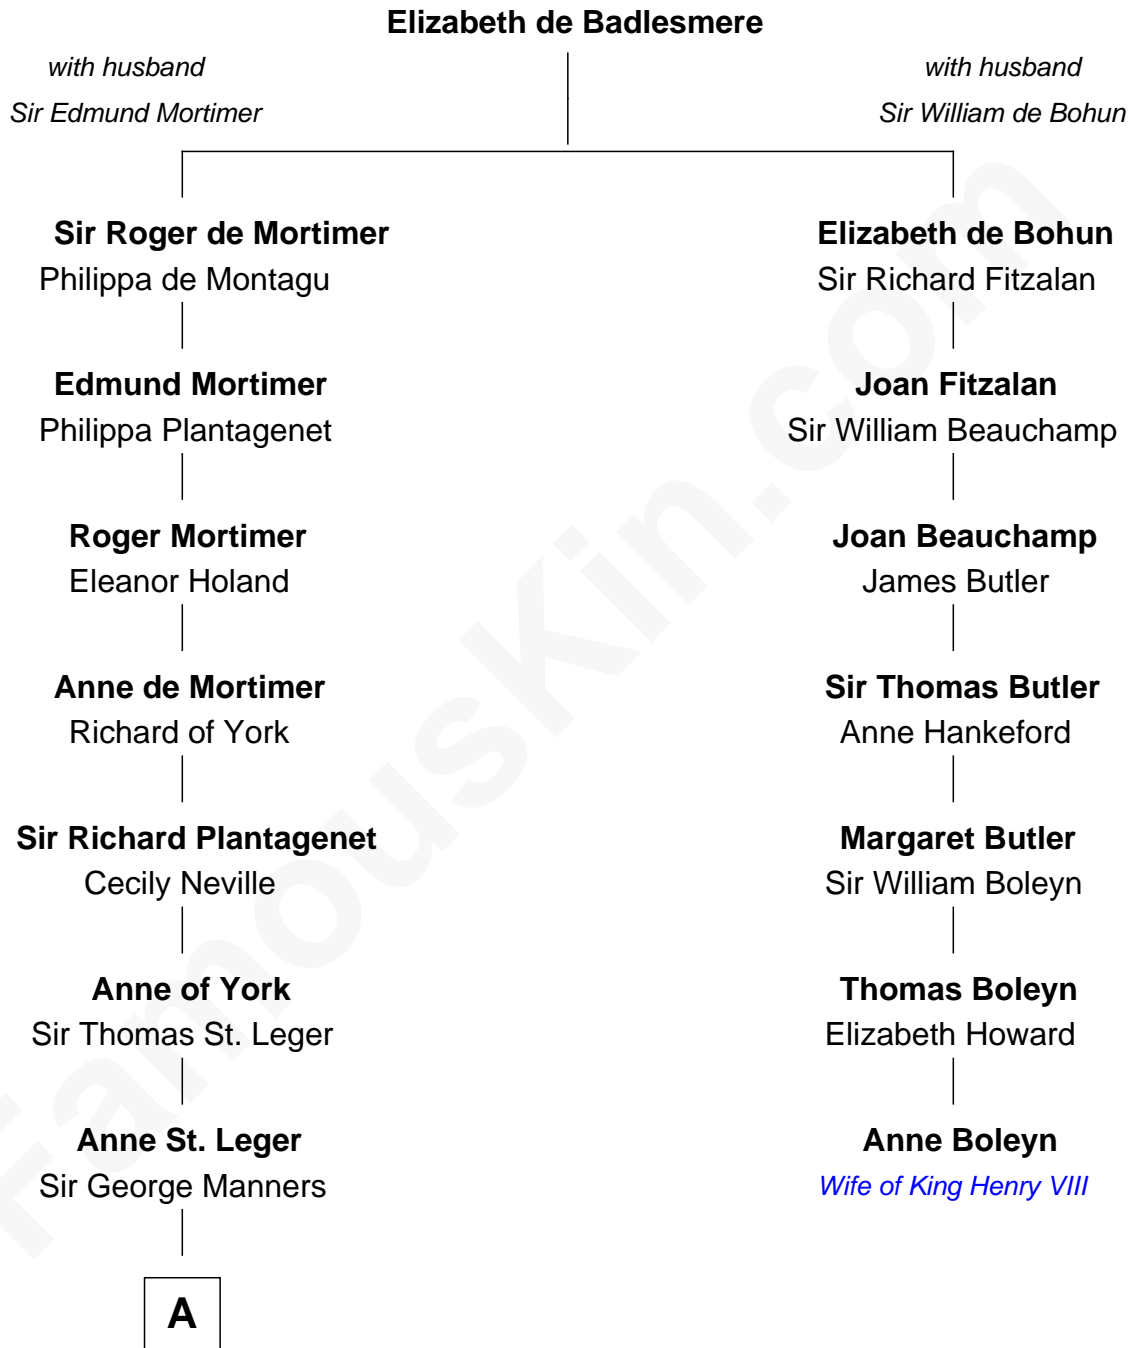 Elizabeth de Badlesmere
with husband
Sir Edmund Mortimer
with husband
Sir William de Bohun
Sir Roger de Mortimer
Philippa de Montagu
Edmund Mortimer
Philippa Plantagenet
Roger Mortimer
Eleanor Holand
Anne de Mortimer
Richard of York
Sir Richard Plantagenet
Cecily Neville
Anne of York
Sir Thomas St. Leger
Anne St. Leger
Sir George Manners
A
Elizabeth de Bohun
Sir Richard Fitzalan
Joan Fitzalan
Sir William Beauchamp
Joan Beauchamp
James Butler
Sir Thomas Butler
Anne Hankeford
Margaret Butler
Sir William Boleyn
Thomas Boleyn
Elizabeth Howard
Anne Boleyn
Wife of King Henry VIII
FamousKin.com